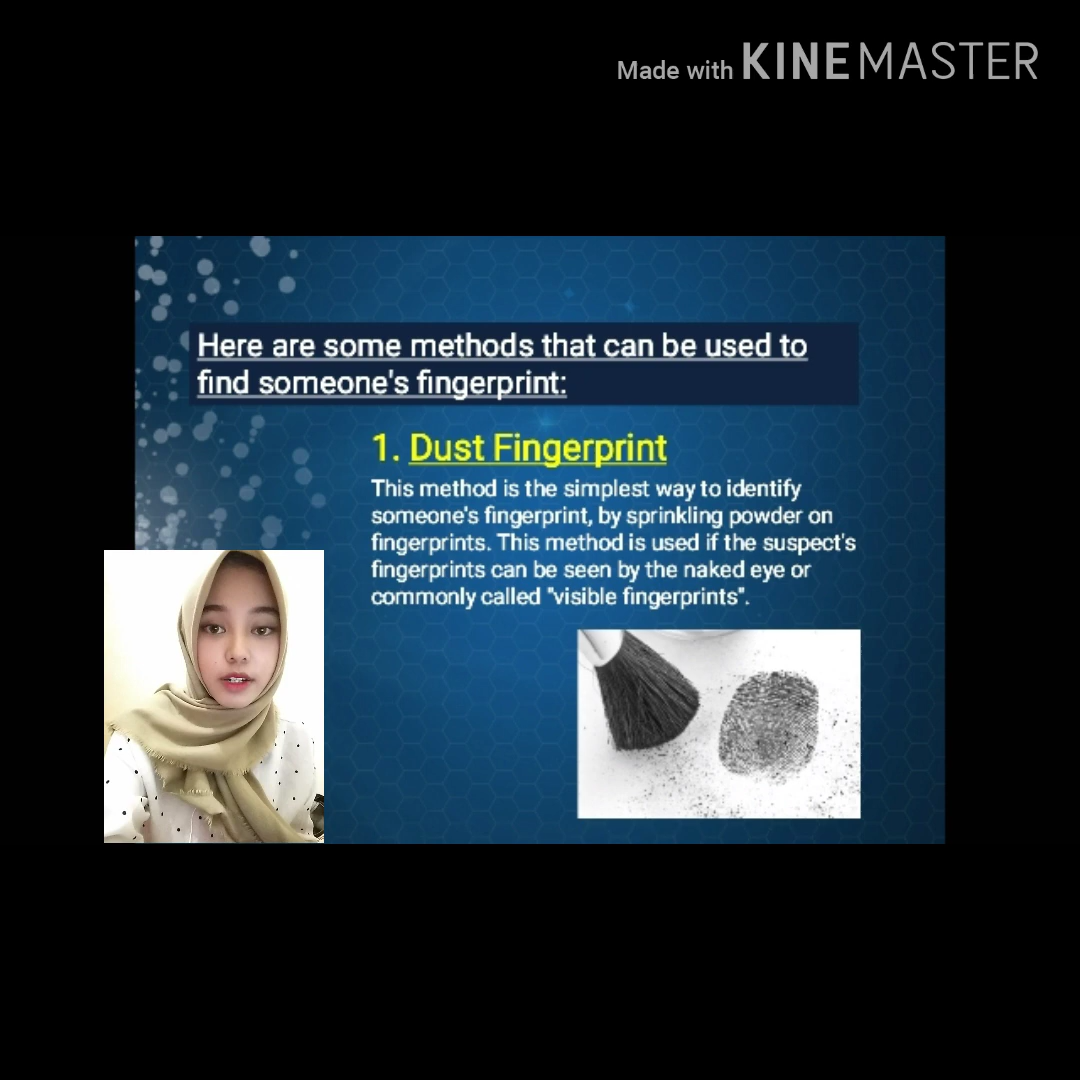 Made with KINEMASTER
Here are some methods that can be used to
find someone's fingerprint:
1. Dust Fingerprint
This method is the simplest way to identify
someone's fingerprint, by sprinkling powder on
fingerprints. This method is used if the suspect's
fingerprints can be seen by the naked eye or
commonly called "visible fingerprints".